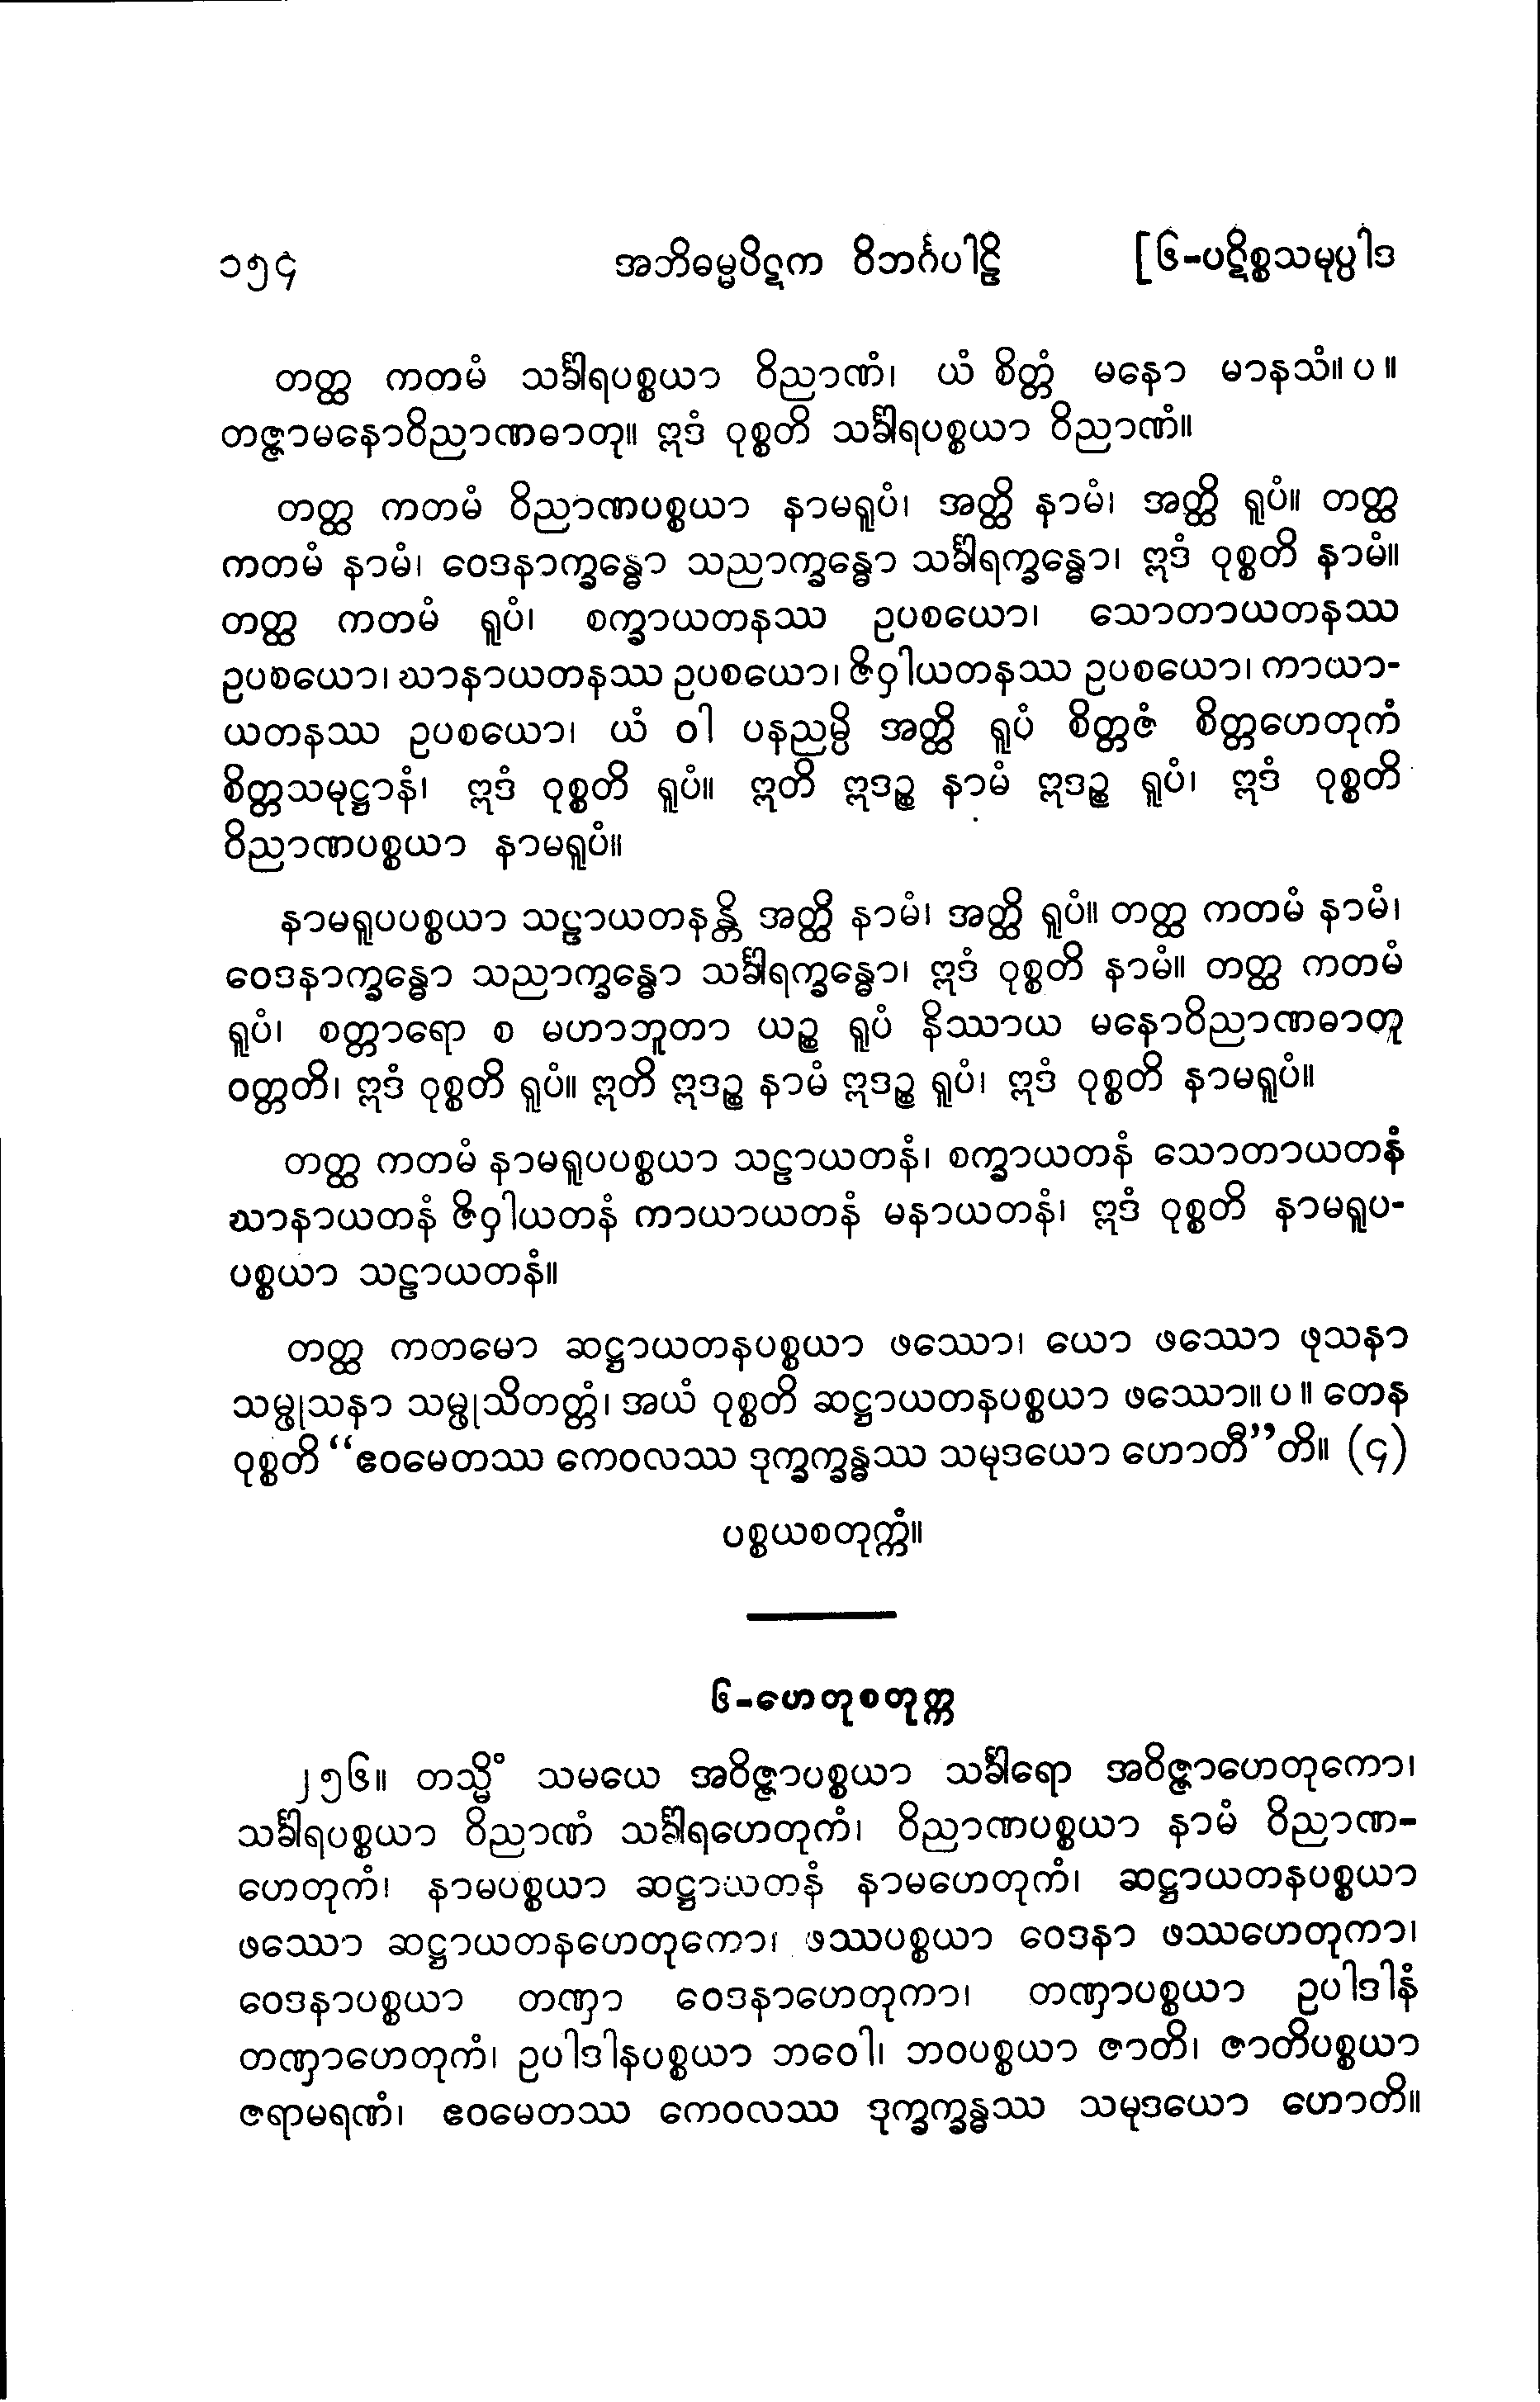 ၁၅၄ အဘိဓမ္မပိဋက ဝိဘင်္ဂပါဠိ [၆-ပဋိစ္စသမုပ္ပါဒ
တတ္ထ ကတမံ သင်္ခါရပစ္စယာ ဝိညာဏံ၊ ယံ စိတ္တံ မနော မာနသံ။ ပ ။
တဇ္ဇာမနောဝိညာဏဓာတု။ ဣဒံ ဝုစ္စတိ သင်္ခါရပစ္စယာ ဝိညာဏံ။
တတ္ထ ကတမံ ဝိညာဏပစ္စယာ နာမရူပံ၊ အတ္ထိ နာမံ၊ အတ္ထိ ရူပံ။ တတ္ထ
ကတမံ နာမံ၊ ဝေဒနာက္ခန္ဓော သညာက္ခန္ဓော သင်္ခါရက္ခန္ဓော၊ ဣဒံ ဝုစ္စတိ နာမံ။
တတ္ထ ကတမံ ရူပံ၊ စက္ခာယတနဿ ဥပစယော၊ သောတာယတနဿ
ဥပစယော၊ ဃာနာယတနဿ ဥပစယော၊ ဇိဝှါယတနဿ ဥပစယော၊ ကာယာ-
ယတနဿ ဥပစယော၊ ယံ ဝါ ပနညမ္ပိ အတ္ထိ ရူပံ စိတ္တဇံ စိတ္တဟေတုကံ
စိတ္တသမုဋ္ဌာနံ၊ ဣဒံ ဝုစ္စတိ ရူပံ။ ဣတိ ဣဒဉ္စ နာမံ ဣဒဉ္စ ရူပံ၊ ဣဒံ ဝုစ္စတိ
ဝိညာဏပစ္စယာ နာမရူပံ။
နာမရူပပစ္စယာ သဠာယတနန္တိ အတ္ထိ နာမံ၊ အတ္ထိ ရူပံ။ တတ္ထ ကတမံ နာမံ၊
ဝေဒနာက္ခန္ဓော သညာက္ခန္ဓော သင်္ခါရက္ခန္ဓော၊ ဣဒံ ဝုစ္စတိ နာမံ။ တတ္ထ ကတမံ
ရူပံ၊ စတ္တာရော စ မဟာဘူတာ ယဉ္စ ရူပံ နိဿာယ မနောဝိညာဏဓာတု
ဝတ္တတိ၊ ဣဒံ ဝုစ္စတိ ရူပံ။ ဣတိ ဣဒဉ္စ နာမံ ဣဒဉ္စ ရူပံ၊ ဣဒံ ဝုစ္စတိ နာမရူပံ။
တတ္ထ ကတမံ နာမရူပပစ္စယာ သဠာယတနံ၊ စက္ခာယတနံ သောတာယတနံ
ဃာနာယတနံ ဇိဝှါယတနံ ကာယာယတနံ မနာယတနံ၊ ဣဒံ ဝုစ္စတိ နာမရူပ-
ပစ္စယာ သဠာယတနံ။
တတ္ထ ကတမော ဆဋ္ဌာယတနပစ္စယာ ဖဿော၊ ယော ဖဿော ဖုသနာ
သမ္ဖုသနာ သမ္ဖုသိတတ္တံ၊ အယံ ဝုစ္စတိ ဆဋ္ဌာယတနပစ္စယာ ဖဿော။ ပ ။ တေန
ဝုစ္စတိ “ဧဝမေတဿ ကေဝလဿ ဒုက္ခက္ခန္ဓဿ သမုဒယော ဟောတီ”တိ။ (၄)
ပစ္စယစတုက္ကံ။
၆-ဟေတုစတုက္က
၂၅၆။ တသ္မိံ သမယေ အဝိဇ္ဇာပစ္စယာ သင်္ခါရော အဝိဇ္ဇာဟေတုကော၊
သင်္ခါရပစ္စယာ ဝိညာဏံ သင်္ခါရဟေတုကံ၊ ဝိညာဏပစ္စယာ နာမံ ဝိညာဏ-
ဟေတုကံ၊ နာမပစ္စယာ ဆဋ္ဌာယတနံ နာမဟေတုကံ၊ ဆဋ္ဌာယတနပစ္စယာ
ဖဿော ဆဋ္ဌာယတနဟေတုကော၊ ဖဿပစ္စယာ ဝေဒနာ ဖဿဟေတုကာ၊
ဝေဒနာပစ္စယာ တဏှာ ဝေဒနာဟေတုကာ၊ တဏှာပစ္စယာ ဥပါဒါနံ
တဏှာဟေတုကံ၊ ဥပါဒါနပစ္စယာ ဘဝေါ၊ ဘဝပစ္စယာ ဇာတိ၊ ဇာတိပစ္စယာ
ဇရာမရဏံ၊ ဧဝမေတဿ ကေဝလဿ ဒုက္ခက္ခန္ဓဿ သမုဒယော ဟောတိ။